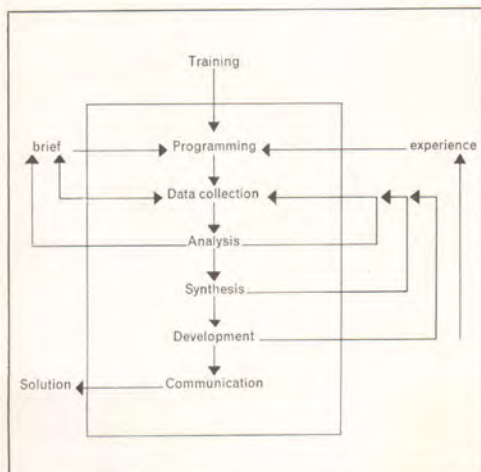 Training
brief Programming experience
Data collection
Analysis
Synthesis
Development
Solution Communication